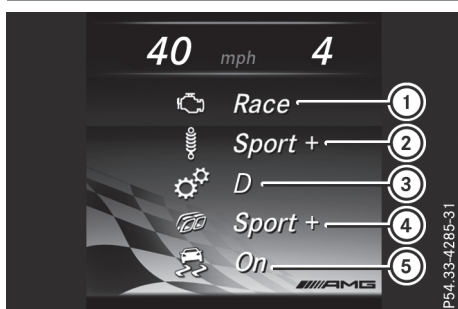 40 mph 4
Race 1
Sport + 2
D 3
Sport + 4
On 5
AMG
P54.33-4285-31